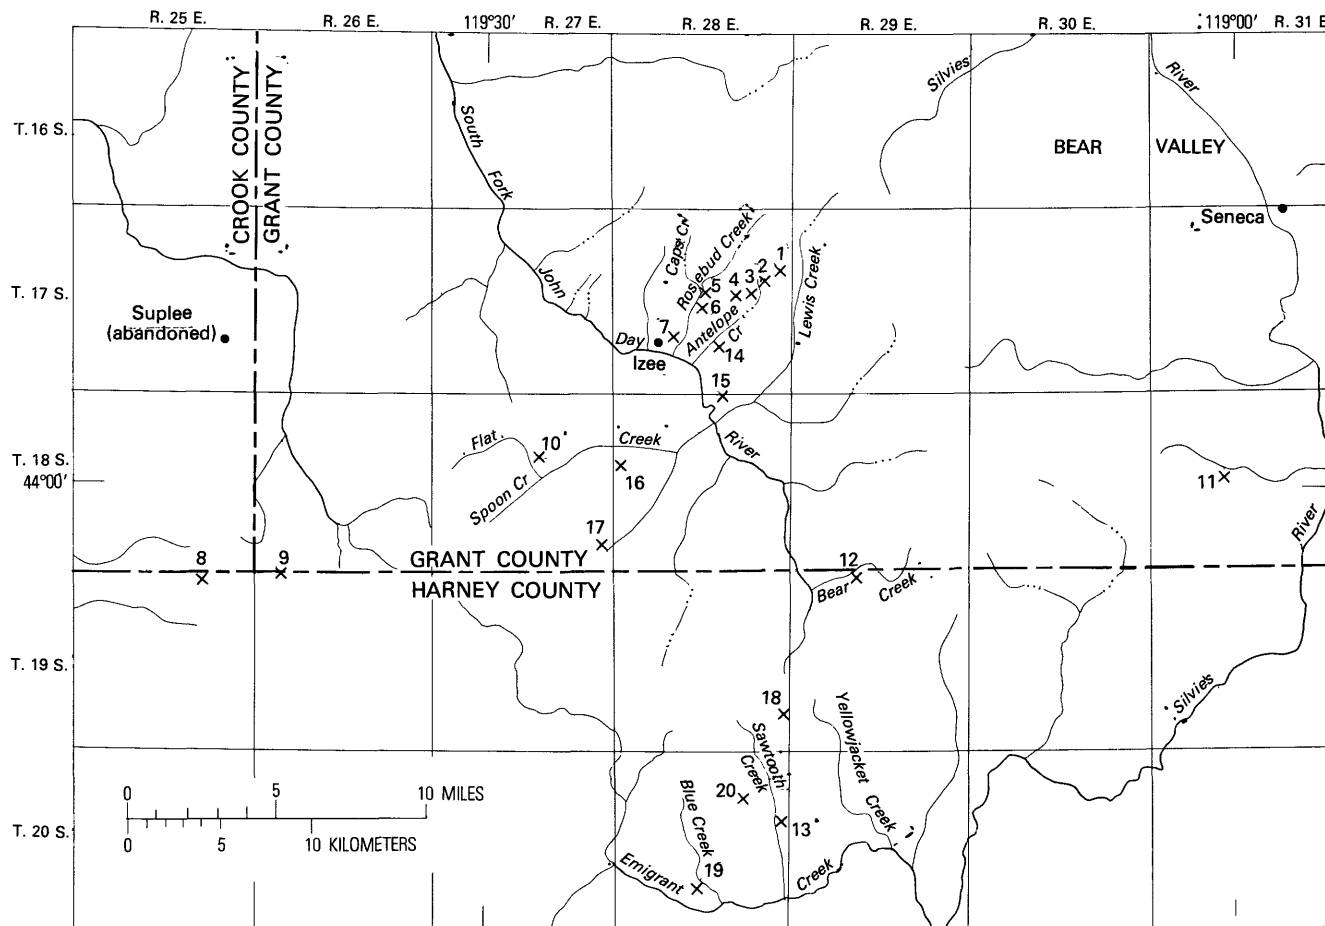 R. 25 E.
R. 26 E.
119°30'
R. 27 E.
R. 28 E.
R. 29 E.
R. 30 E.
119°00'
R. 31 E.
CROOK COUNTY
GRANT COUNTY
South
Fork
John
Day
River
Silvies
River
BEAR VALLEY
T. 16 S.
Seneca
Caps Cr
Rosebud Creek
Antelope
Cr
Lewis Creek
1
2
3
4
5
6
7
14
15
T. 17 S.
Suplee
(abandoned)
Izee
Flat
Creek
10
Spoon Cr
16
17
T. 18 S.
44°00'
11
River
8
9
GRANT COUNTY
HARNEY COUNTY
12
Bear
Creek
T. 19 S.
18
Sawtooth
Creek
Yellowjacket Creek
Silvies
0 5 10 MILES
0 5 10 KILOMETERS
T. 20 S.
20
13
Blue Creek
19
Emigrant
Creek